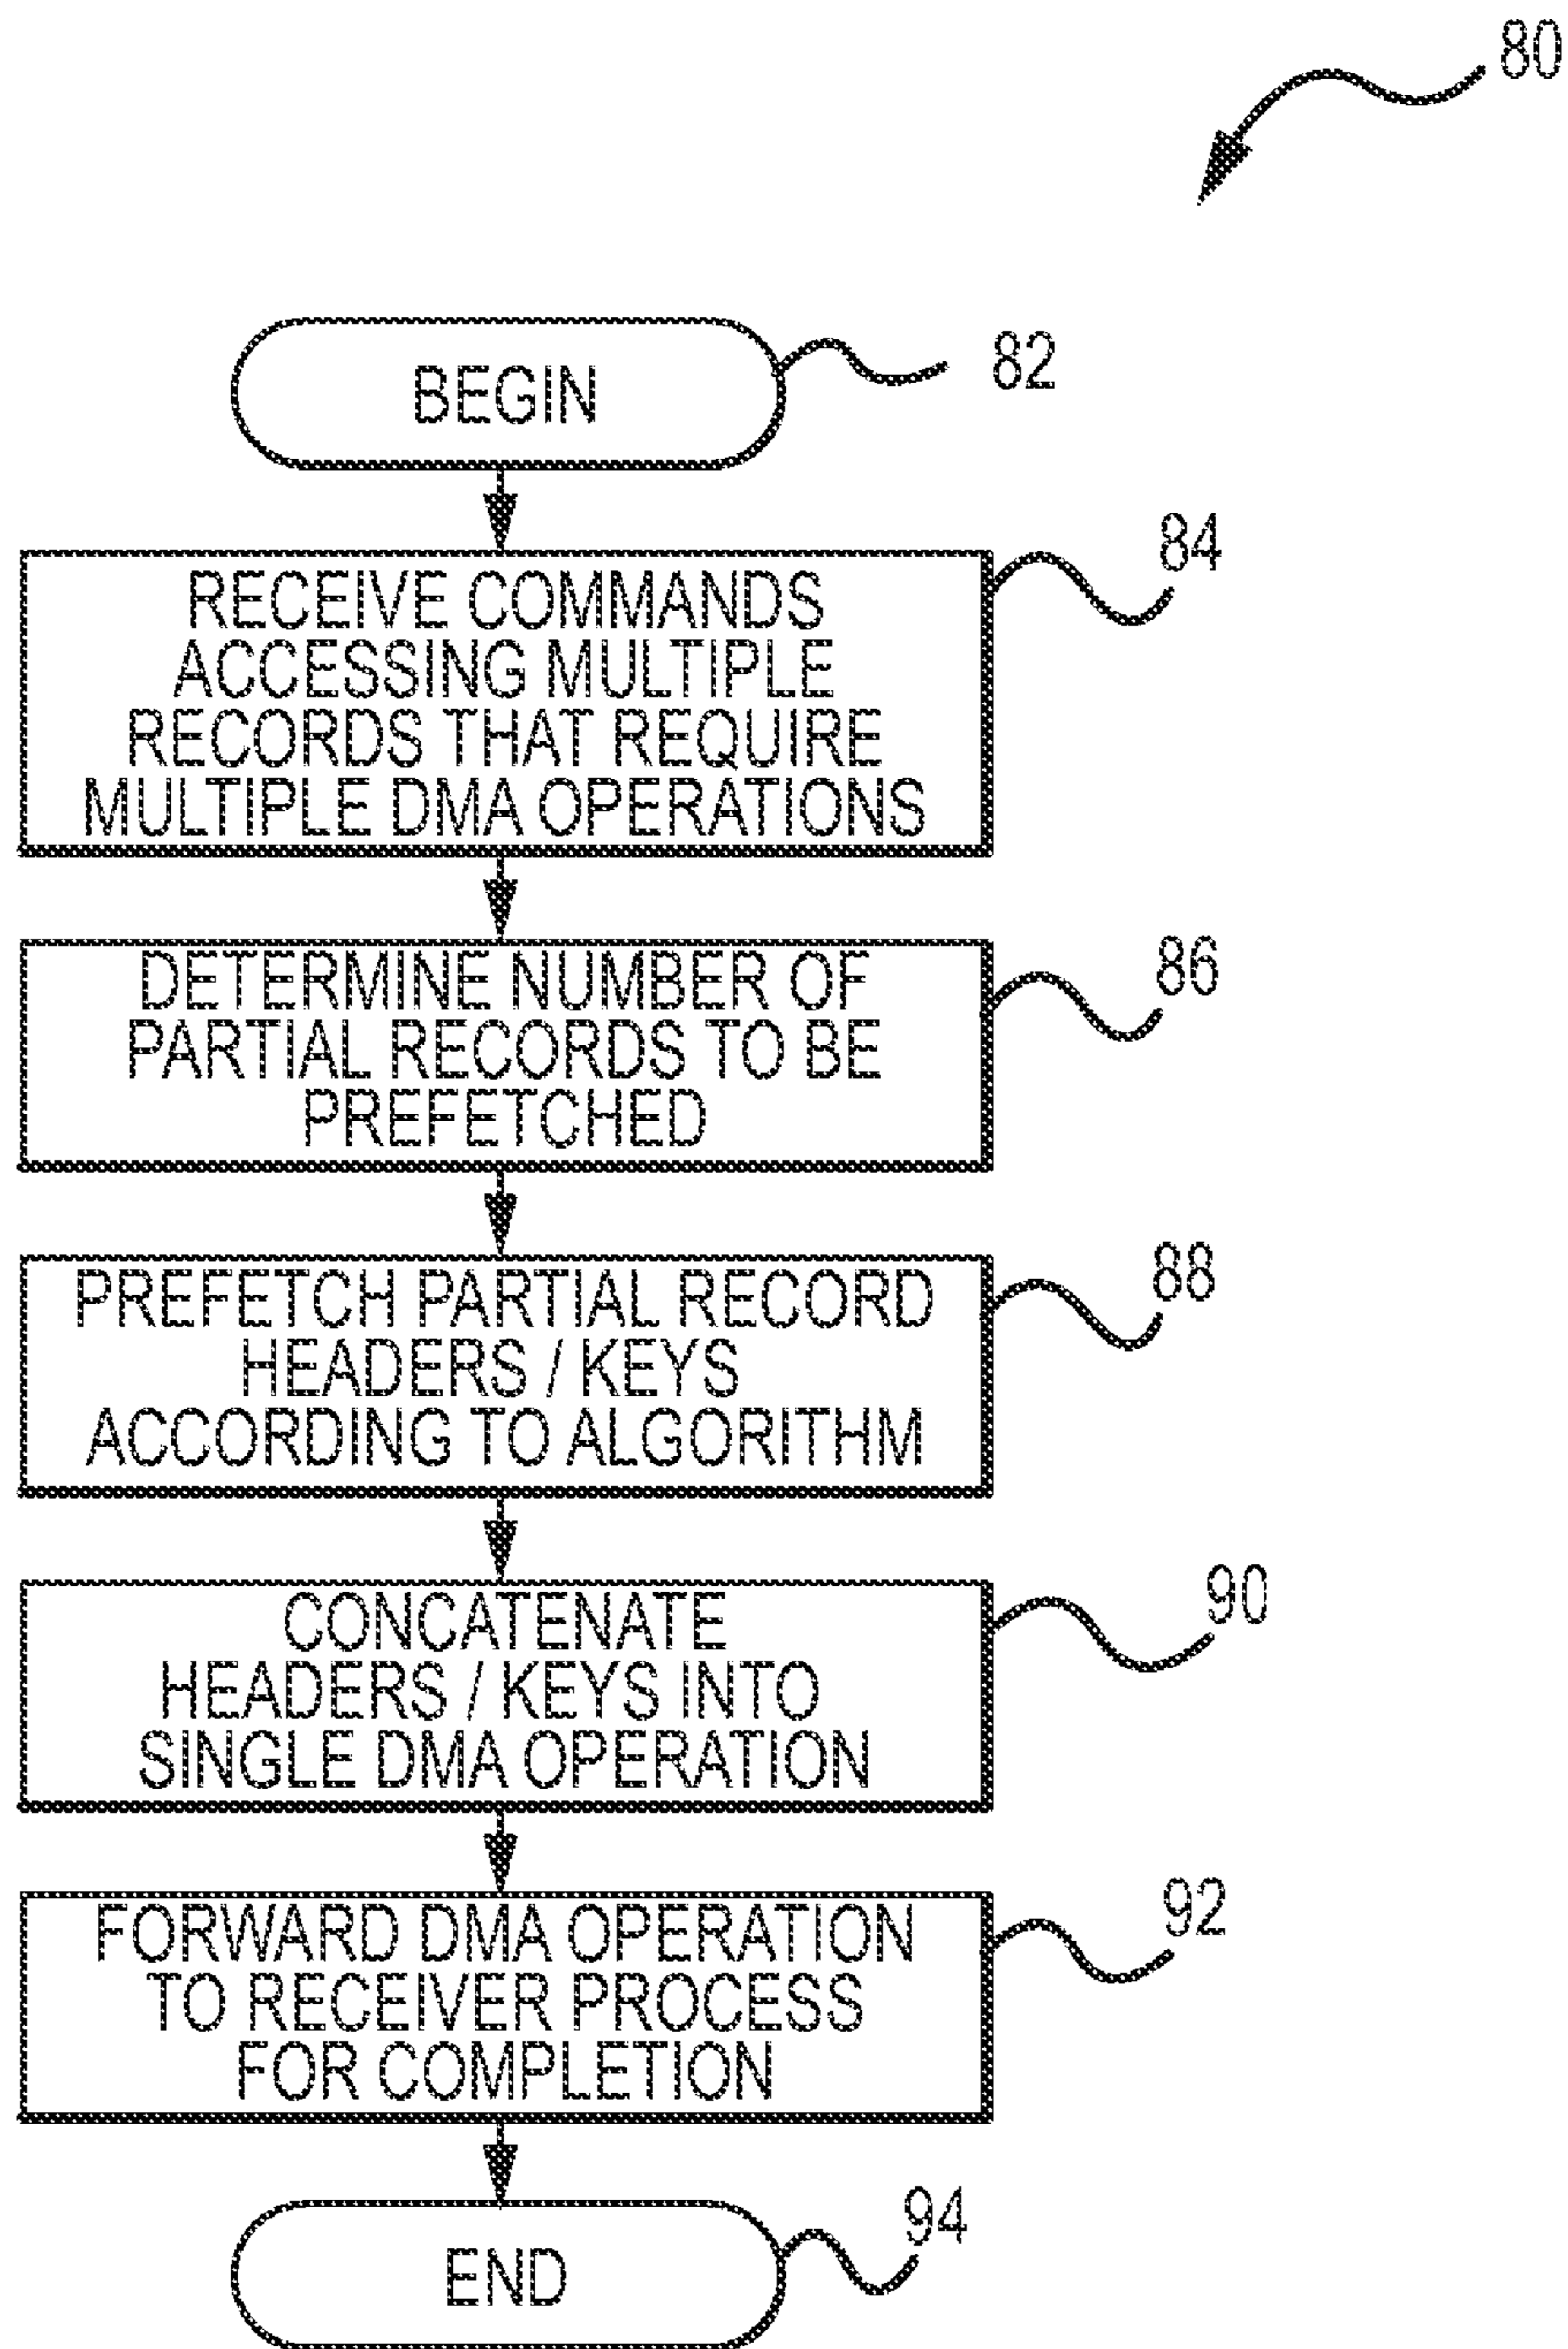 80
BEGIN
82
RECEIVE COMMANDS
ACCESSING MULTIPLE
RECORDS THAT REQUIRE
MULTIPLE DMA OPERATIONS
84
DETERMINE NUMBER OF
PARTIAL RECORDS TO BE
PREFETCHED
86
PREFETCH PARTIAL RECORD
HEADERS / KEYS
ACCORDING TO ALGORITHM
88
CONCATENATE
HEADERS / KEYS INTO
SINGLE DMA OPERATION
90
FORWARD DMA OPERATION
TO RECEIVER PROCESS
FOR COMPLETION
92
END
94